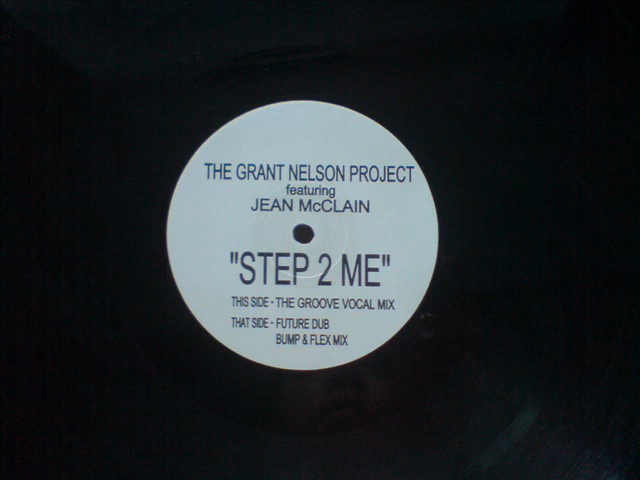 THE GRANT NELSON PROJECT
featuring
JEAN McCLAIN
"STEP 2 ME"
THIS SIDE - THE GROOVE VOCAL MIX
THAT SIDE - FUTURE DUB
BUMP & FLEX MIX